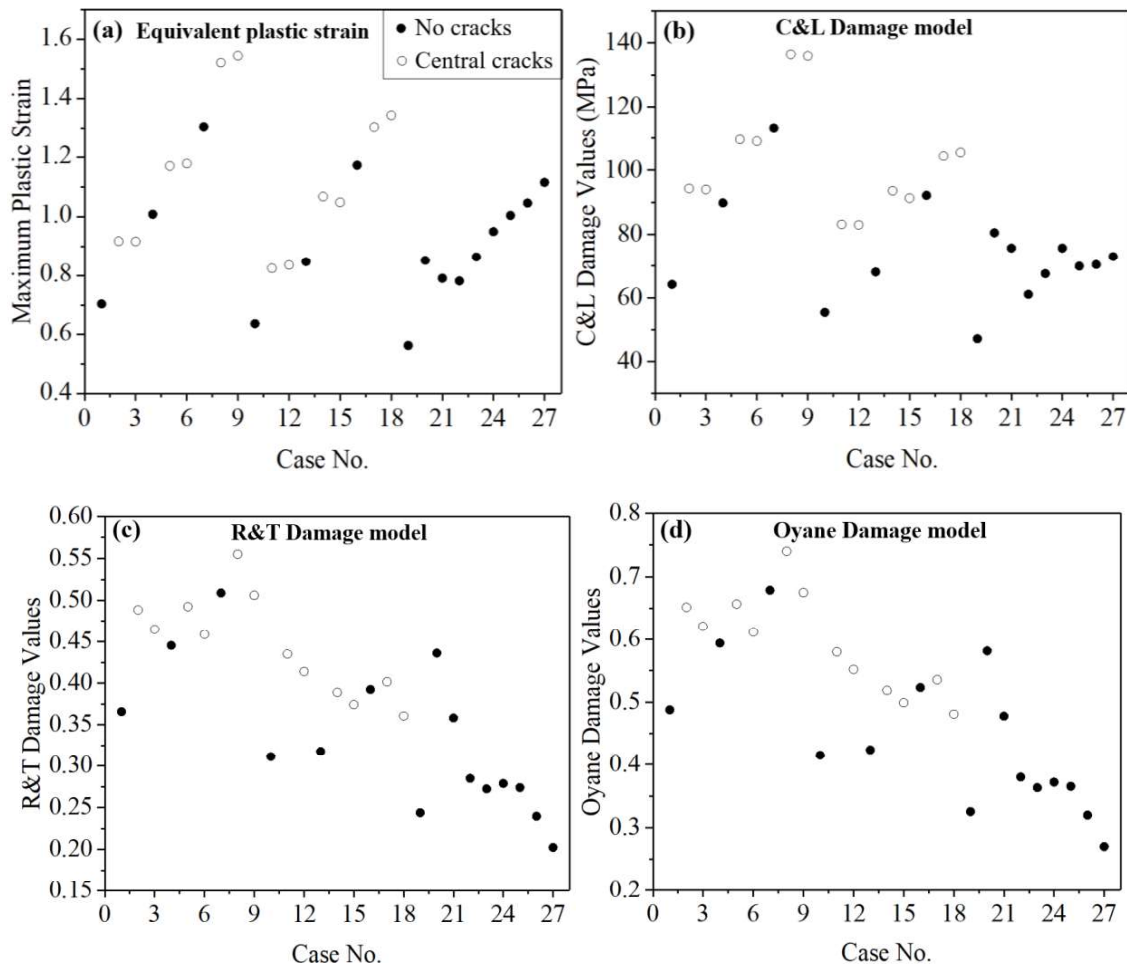 (a) Equivalent plastic strain
No cracks
Central cracks
Maximum Plastic Strain
1.6
1.4
1.2
1.0
0.8
0.6
0.4
0 3 6 9 12 15 18 21 24 27
Case No.
(b) C&L Damage model
C&L Damage Values (MPa)
140
120
100
80
60
40
0 3 6 9 12 15 18 21 24 27
Case No.
(c) R&T Damage model
R&T Damage Values
0.60
0.55
0.50
0.45
0.40
0.35
0.30
0.25
0.20
0.15
0 3 6 9 12 15 18 21 24 27
Case No.
(d) Oyane Damage model
Oyane Damage Values
0.8
0.7
0.6
0.5
0.4
0.3
0.2
0 3 6 9 12 15 18 21 24 27
Case No.